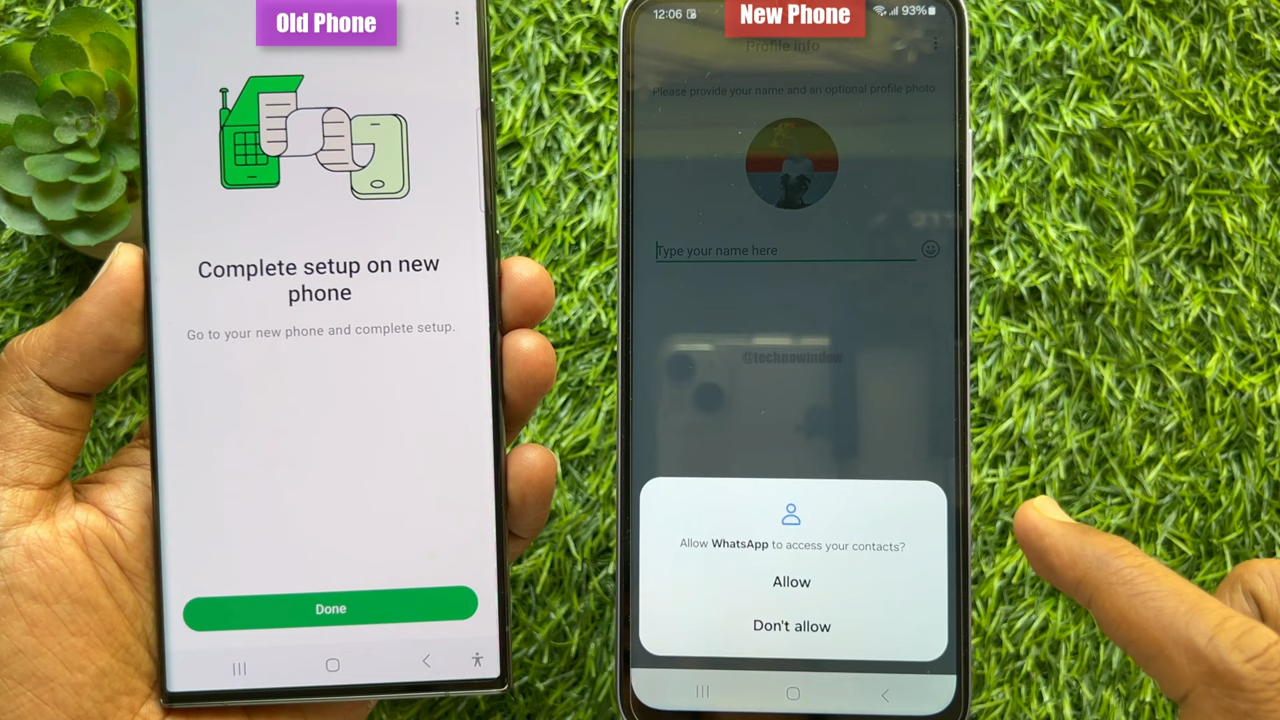 Old Phone
Complete setup on new
phone
Go to your new phone and complete setup.
Done
12:06
93%
New Phone
Profile info
Please provide your name and an optional profile photo
Type your name here
@technowindow
Allow WhatsApp to access your contacts?
Allow
Don't allow